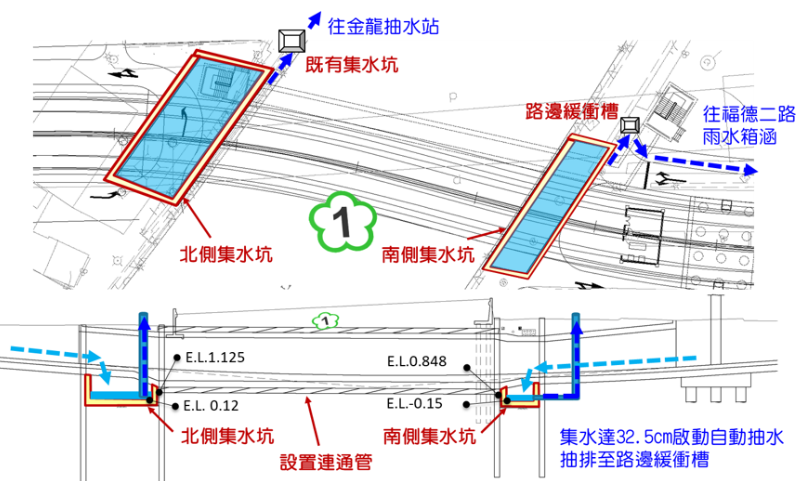 往金龍抽水站
既有集水坑
路邊緩衝槽
往福德二路
雨水箱涵
1
北側集水坑
南側集水坑
1
E.L.1.125
E.L.0.848
E.L. 0.12
E.L.-0.15
北側集水坑
南側集水坑
設置連通管
集水達32.5cm啟動自動抽水
抽排至路邊緩衝槽